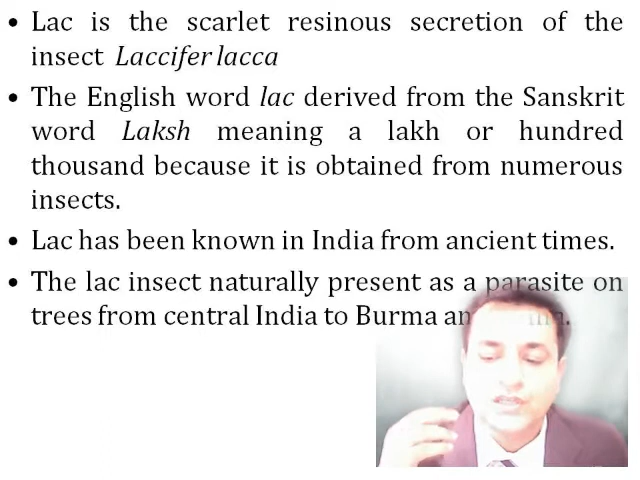 • Lac is the scarlet resinous secretion of the
insect Laccifer lacca
• The English word lac derived from the Sanskrit
word Laksh meaning a lakh or hundred
thousand because it is obtained from numerous
insects.
• Lac has been known in India from ancient times.
• The lac insect naturally present as a parasite on
trees from central India to Burma